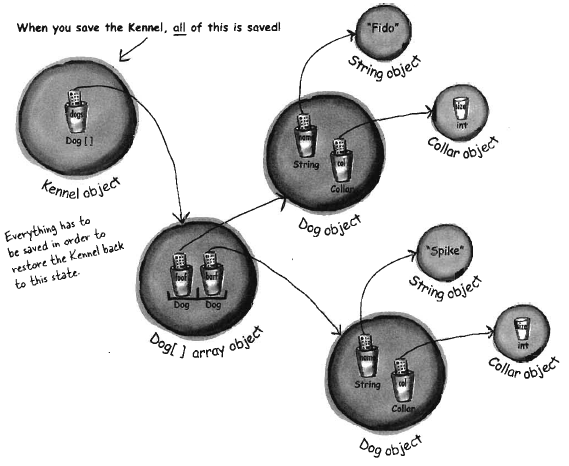 When you save the Kennel, all of this is saved!
"Fido"
String object
dogs
Dog [ ]
Kennel object
name
String
col
Collar
Dog object
size
int
Collar object
Everything has to
be saved in order to
restore the Kennel back
to this state.
foof
barf
Dog
Dog
Dog[ ] array object
"Spike"
String object
name
String
col
Collar
Dog object
size
int
Collar object